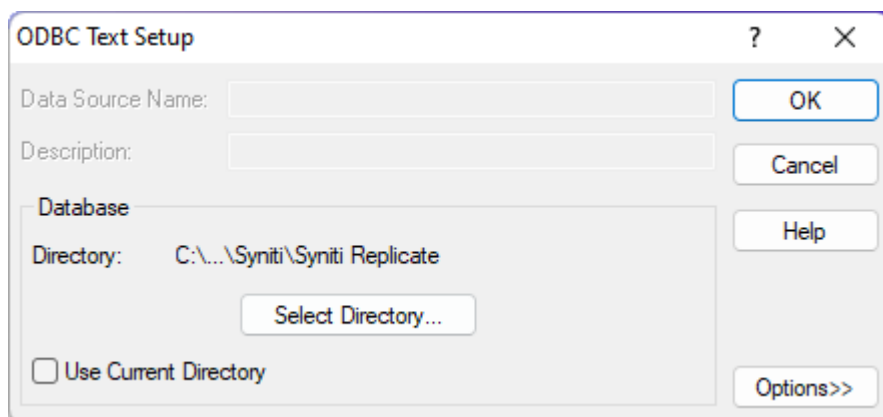 ODBC Text Setup
?
Data Source Name:
OK
Description:
Cancel
Database
Help
Directory: C:\...\Syniti\Syniti Replicate
Select Directory...
Use Current Directory
Options>>